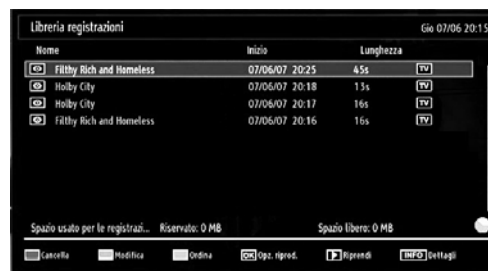 Libreria registrazioni Gio 07/06 20:15
Nome Inizio Lunghezza
Filthy Rich and Homeless 07/06/07 20:25 45s TV
Holby City 07/06/07 20:18 13s TV
Holby City 07/06/07 20:17 16s TV
Filthy Rich and Homeless 07/06/07 20:16 16s TV
Spazio usato per le registrazi... Riservato: 0 MB Spazio libero: 0 MB
Cancella Modifica Ordina OK Opz. riprod. Riprendi INFO Dettagli